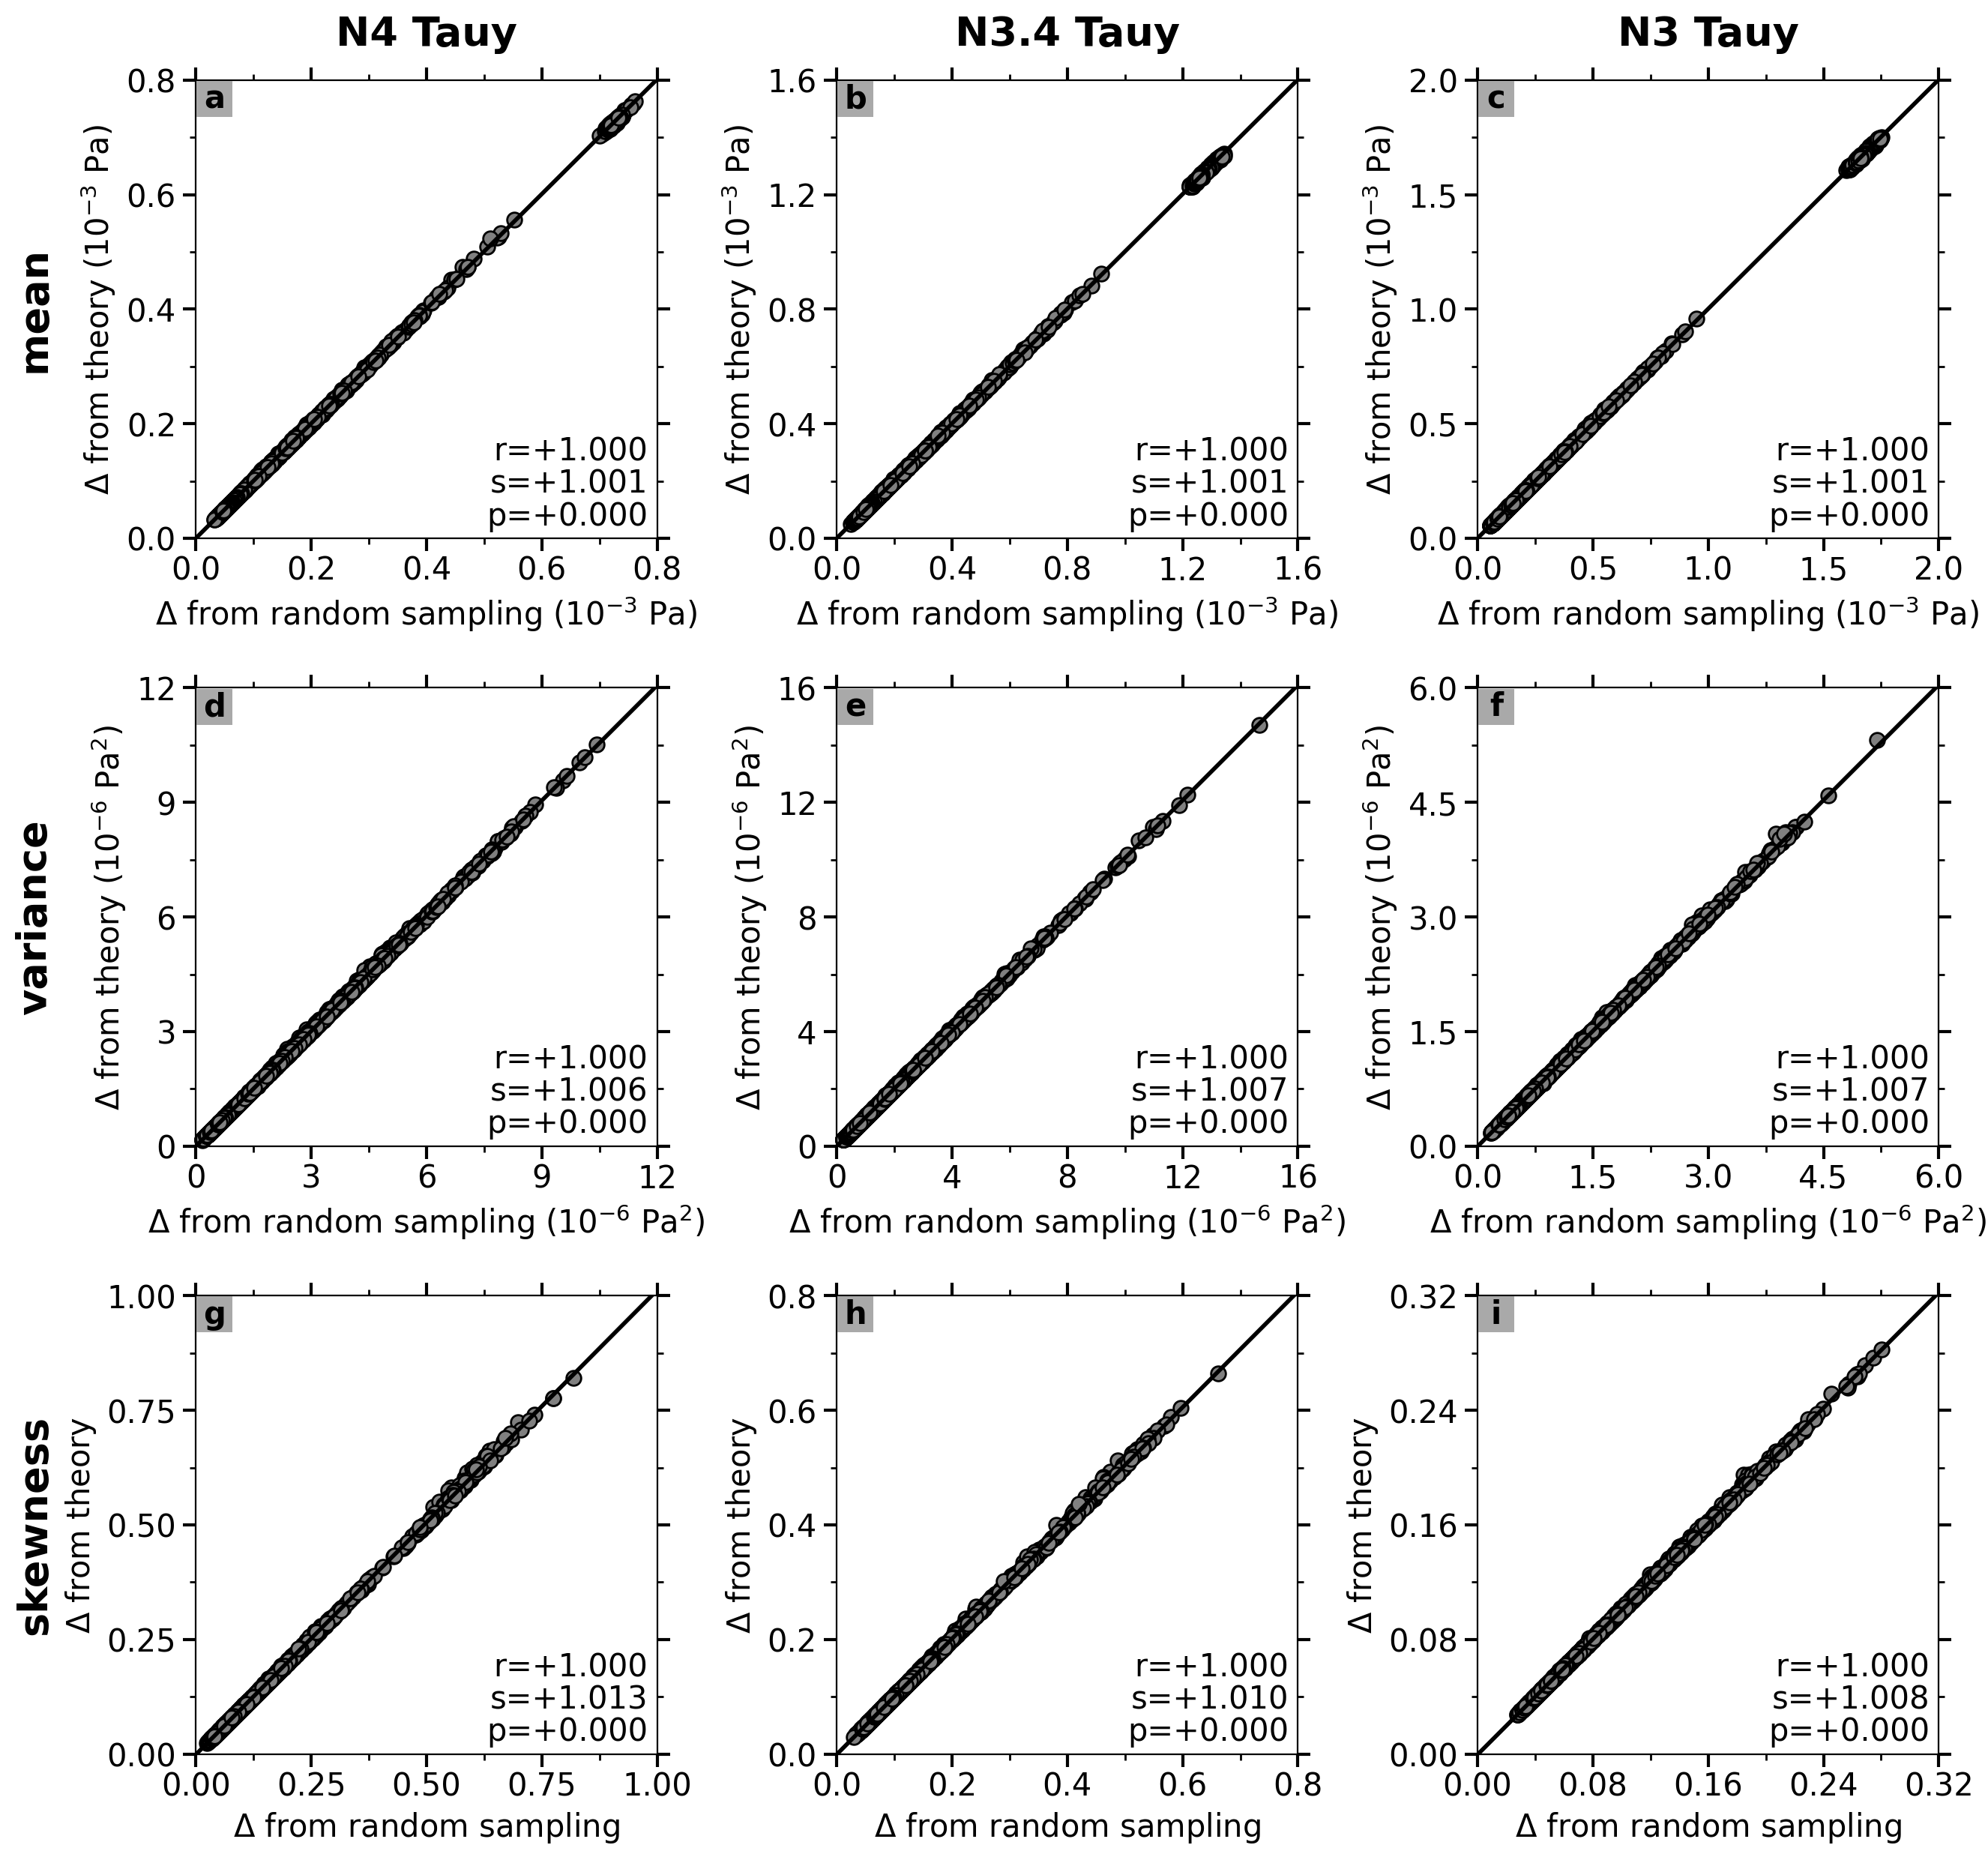 N4 Tauy
N3.4 Tauy
N3 Tauy
mean
a
Δ from theory (10⁻³ Pa)
0.8
0.6
0.4
0.2
0.0
r=+1.000
s=+1.001
p=+0.000
0.0 0.2 0.4 0.6 0.8
Δ from random sampling (10⁻³ Pa)
b
Δ from theory (10⁻³ Pa)
1.6
1.2
0.8
0.4
0.0
r=+1.000
s=+1.001
p=+0.000
0.0 0.4 0.8 1.2 1.6
Δ from random sampling (10⁻³ Pa)
c
Δ from theory (10⁻³ Pa)
2.0
1.5
1.0
0.5
0.0
r=+1.000
s=+1.001
p=+0.000
0.0 0.5 1.0 1.5 2.0
Δ from random sampling (10⁻³ Pa)
variance
d
Δ from theory (10⁻⁶ Pa²)
12
9
6
3
0
r=+1.000
s=+1.006
p=+0.000
0 3 6 9 12
Δ from random sampling (10⁻⁶ Pa²)
e
Δ from theory (10⁻⁶ Pa²)
16
12
8
4
0
r=+1.000
s=+1.007
p=+0.000
0 4 8 12 16
Δ from random sampling (10⁻⁶ Pa²)
f
Δ from theory (10⁻⁶ Pa²)
6.0
4.5
3.0
1.5
0.0
r=+1.000
s=+1.007
p=+0.000
0.0 1.5 3.0 4.5 6.0
Δ from random sampling (10⁻⁶ Pa²)
skewness
g
Δ from theory
1.00
0.75
0.50
0.25
0.00
r=+1.000
s=+1.013
p=+0.000
0.00 0.25 0.50 0.75 1.00
Δ from random sampling
h
Δ from theory
0.8
0.6
0.4
0.2
0.0
r=+1.000
s=+1.010
p=+0.000
0.0 0.2 0.4 0.6 0.8
Δ from random sampling
i
Δ from theory
0.32
0.24
0.16
0.08
0.00
r=+1.000
s=+1.008
p=+0.000
0.00 0.08 0.16 0.24 0.32
Δ from random sampling